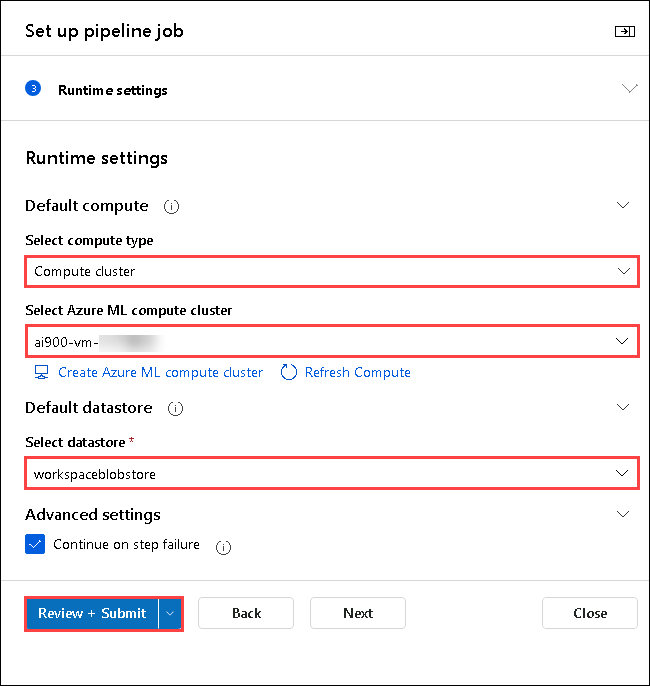 Set up pipeline job
3 Runtime settings
Runtime settings
Default compute
Select compute type
Compute cluster
Select Azure ML compute cluster
ai900-vm-
Create Azure ML compute cluster Refresh Compute
Default datastore
Select datastore *
workspaceblobstore
Advanced settings
Continue on step failure
Review + Submit Back Next Close